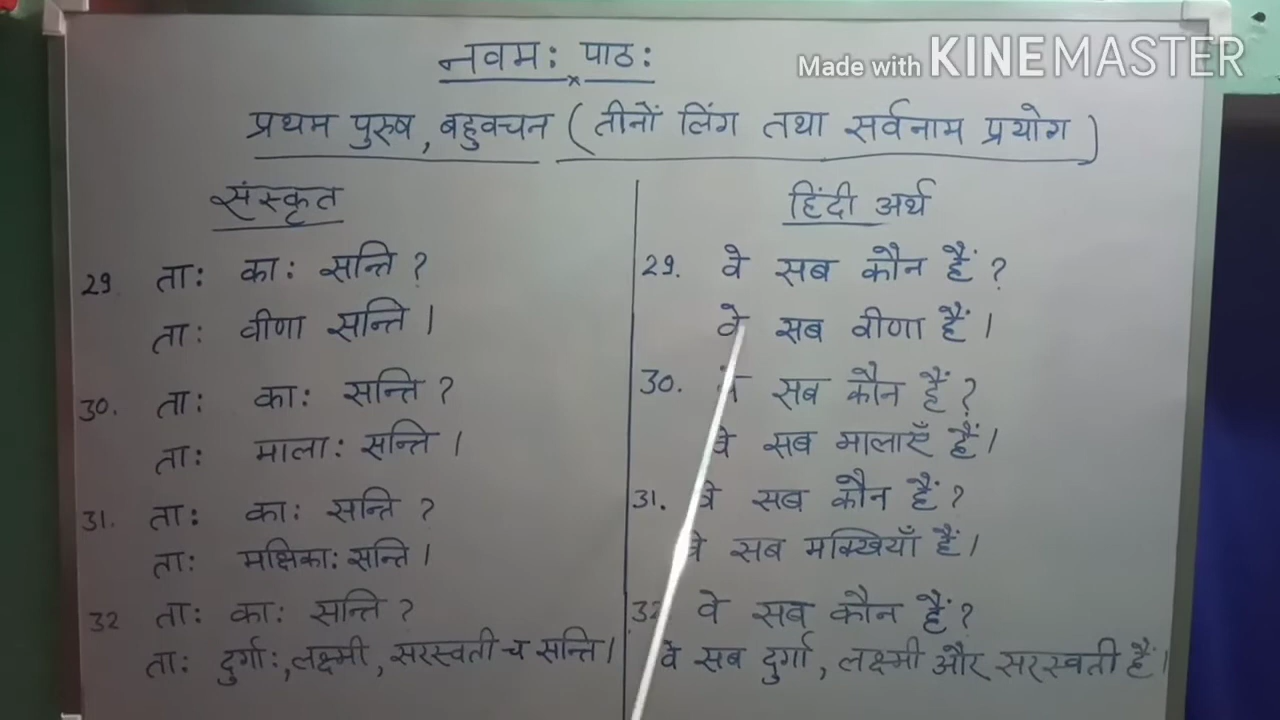 नवम: पाठ:
Made with KINEMASTER
प्रथम पुरुष, बहुवचन (तीनों लिंग तथा सर्वनाम प्रयोग)
संस्कृत
29 ता: का: सन्ति ?
ता: वीणा सन्ति ।
30. ता: का: सन्ति ?
ता: माला: सन्ति ।
31. ता: का: सन्ति ?
ता: मक्षिका: सन्ति ।
32 ता: का: सन्ति ?
ता: दुर्गा:, लक्ष्मी, सरस्वती च सन्ति ।
हिंदी अर्थ
29. वे सब कौन हैं ?
वे सब वीणा हैं ।
30. सब कौन हैं ?
वे सब मालाएँ हैं ।
31. वे सब कौन हैं ?
वे सब मक्खियाँ हैं ।
32 वे सब कौन हैं ?
वे सब दुर्गा, लक्ष्मी और सरस्वती हैं ।